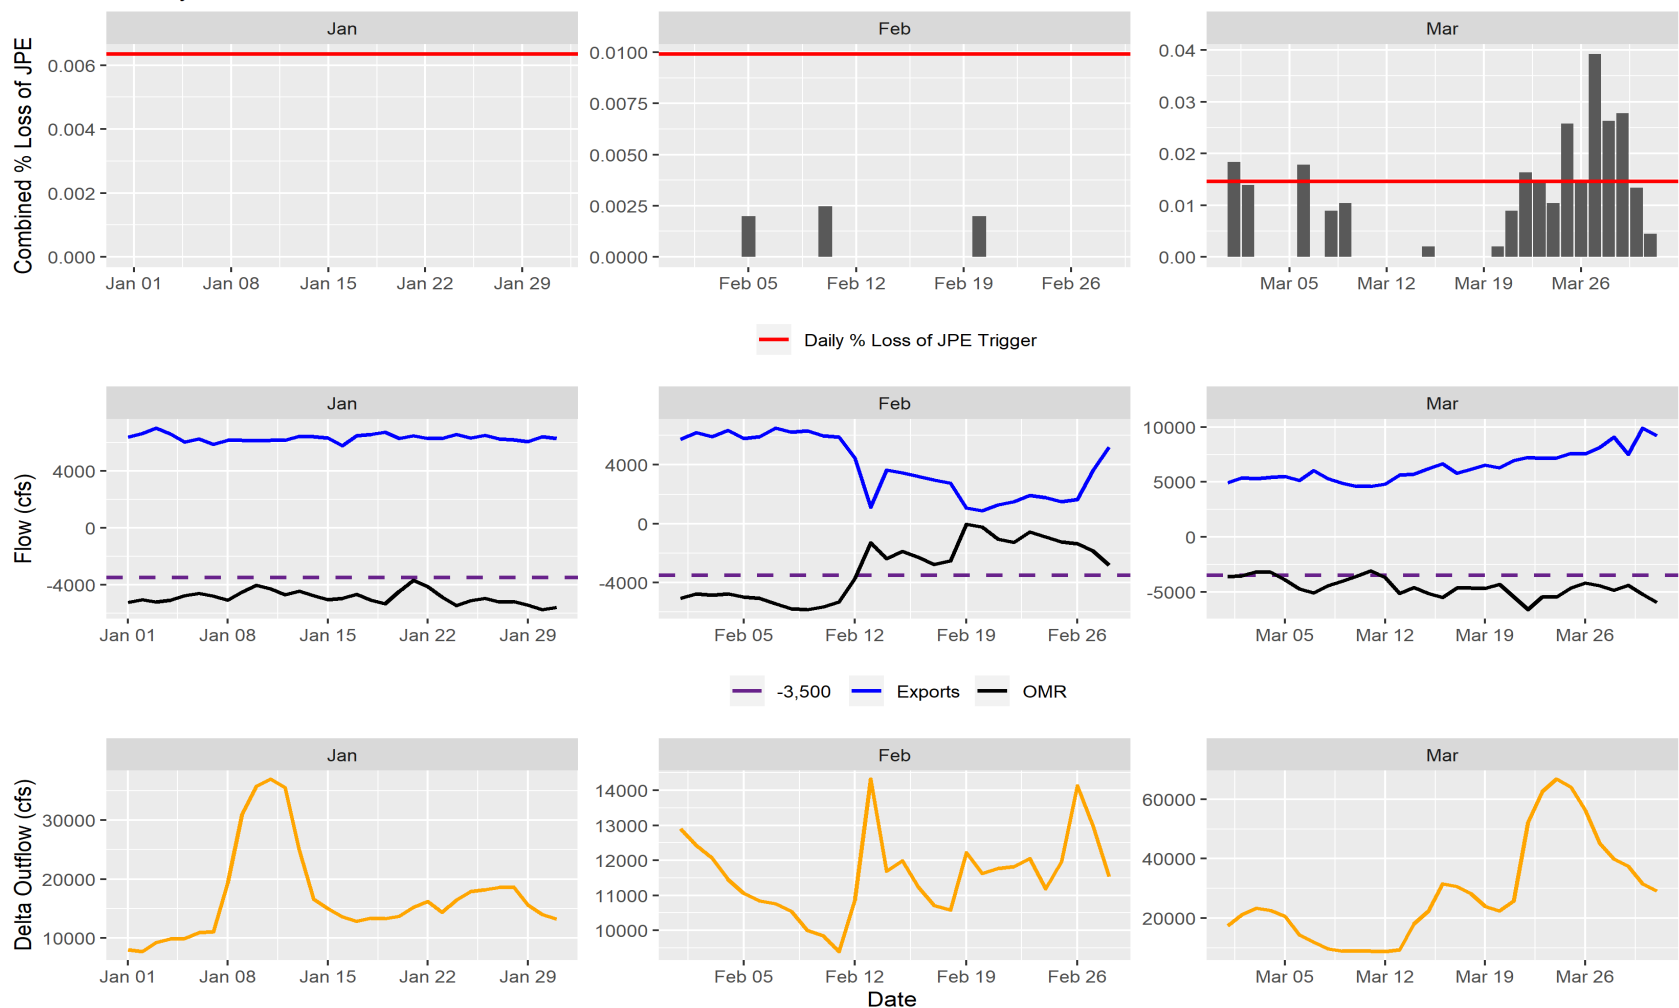 Jan Feb Mar
Combined % Loss of JPE
0.006 0.0100 0.04
0.004 0.0075 0.03
0.002 0.0050 0.02
0.000 0.0025 0.01
0.0000 0.00
Jan 01 Jan 08 Jan 15 Jan 22 Jan 29 Feb 05 Feb 12 Feb 19 Feb 26 Mar 05 Mar 12 Mar 19 Mar 26
Daily % Loss of JPE Trigger
Jan Feb Mar
Flow (cfs)
4000 4000 10000
0 0 5000
-4000 -4000 0
-5000
Jan 01 Jan 08 Jan 15 Jan 22 Jan 29 Feb 05 Feb 12 Feb 19 Feb 26 Mar 05 Mar 12 Mar 19 Mar 26
-3,500 Exports OMR
Jan Feb Mar
Delta Outflow (cfs)
30000 14000 60000
20000 13000 40000
10000 12000 20000
11000
10000
Jan 01 Jan 08 Jan 15 Jan 22 Jan 29 Feb 05 Feb 12 Feb 19 Feb 26 Mar 05 Mar 12 Mar 19 Mar 26
Date